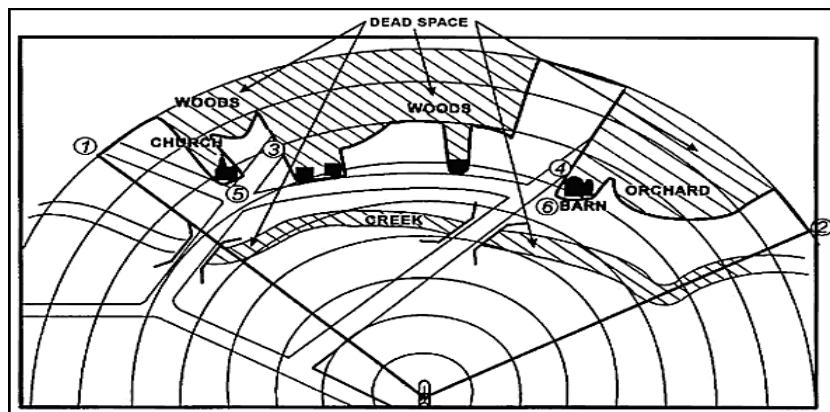 DEAD SPACE
WOODS
WOODS
CHURCH
1
3
4
5
6
BARN
ORCHARD
CREEK
2